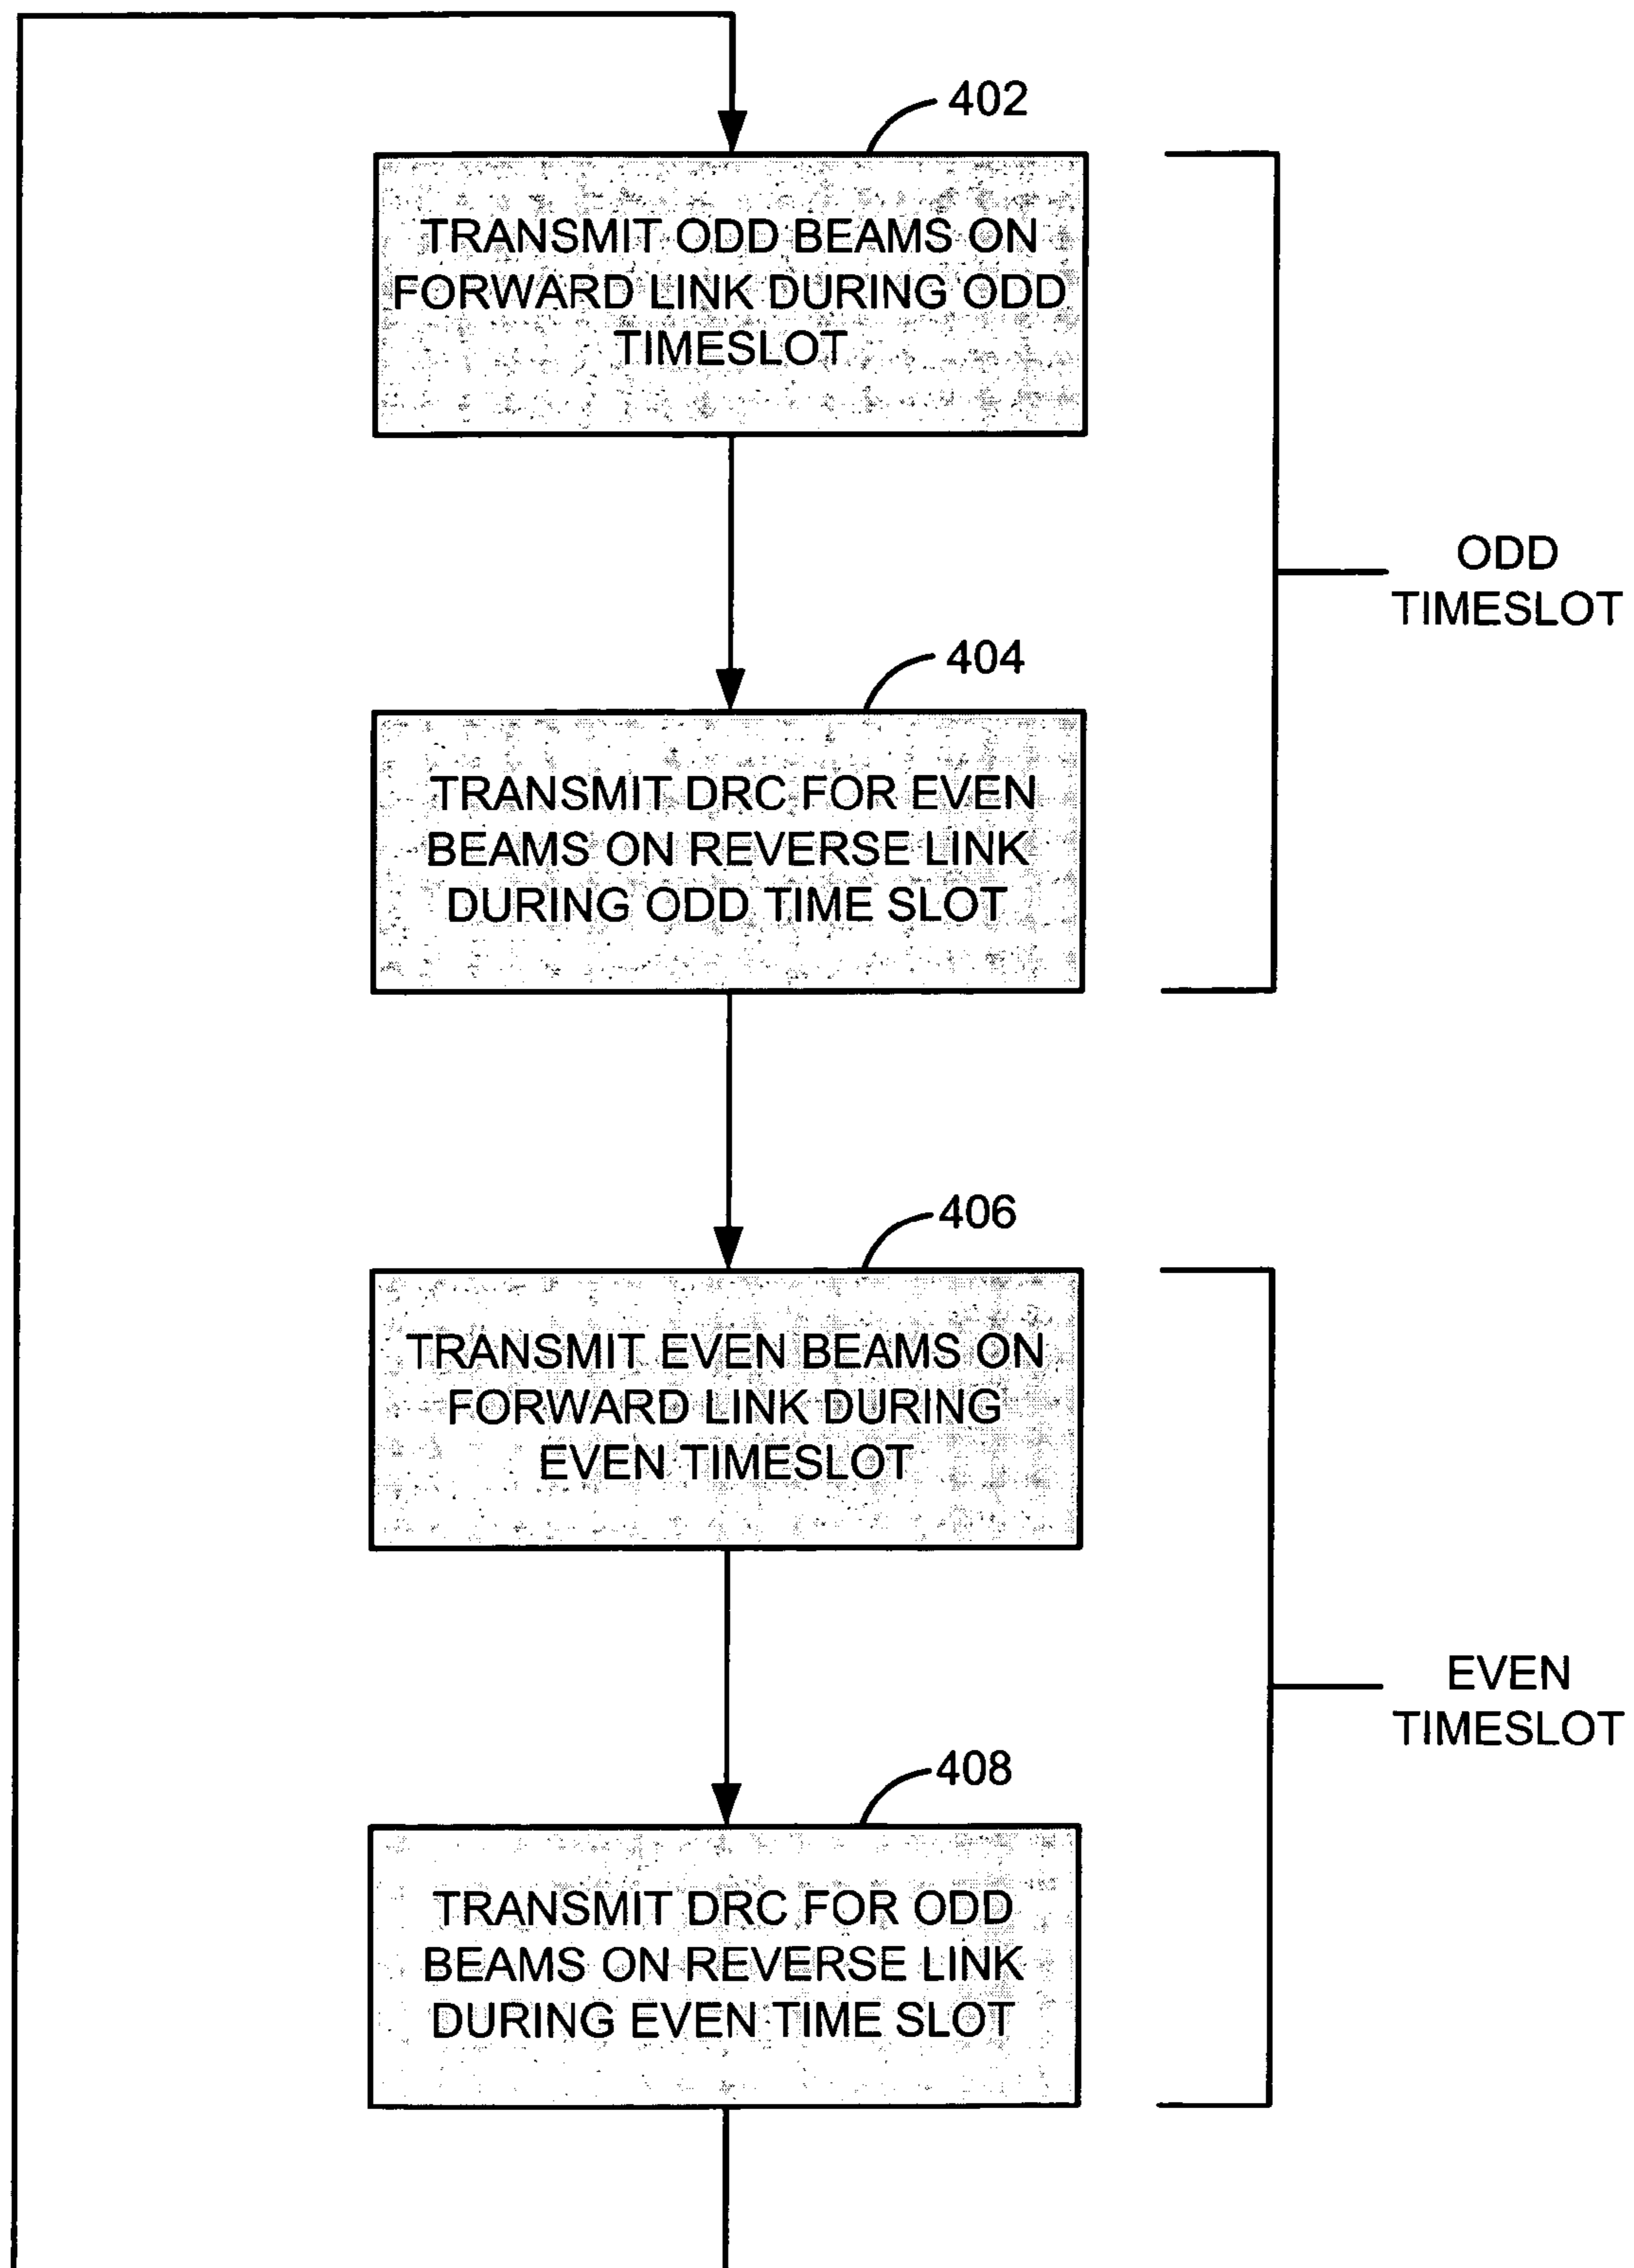 402
TRANSMIT ODD BEAMS ON
FORWARD LINK DURING ODD
TIMESLOT
ODD
TIMESLOT
404
TRANSMIT DRC FOR EVEN
BEAMS ON REVERSE LINK
DURING ODD TIME SLOT
406
TRANSMIT EVEN BEAMS ON
FORWARD LINK DURING
EVEN TIMESLOT
EVEN
TIMESLOT
408
TRANSMIT DRC FOR ODD
BEAMS ON REVERSE LINK
DURING EVEN TIME SLOT